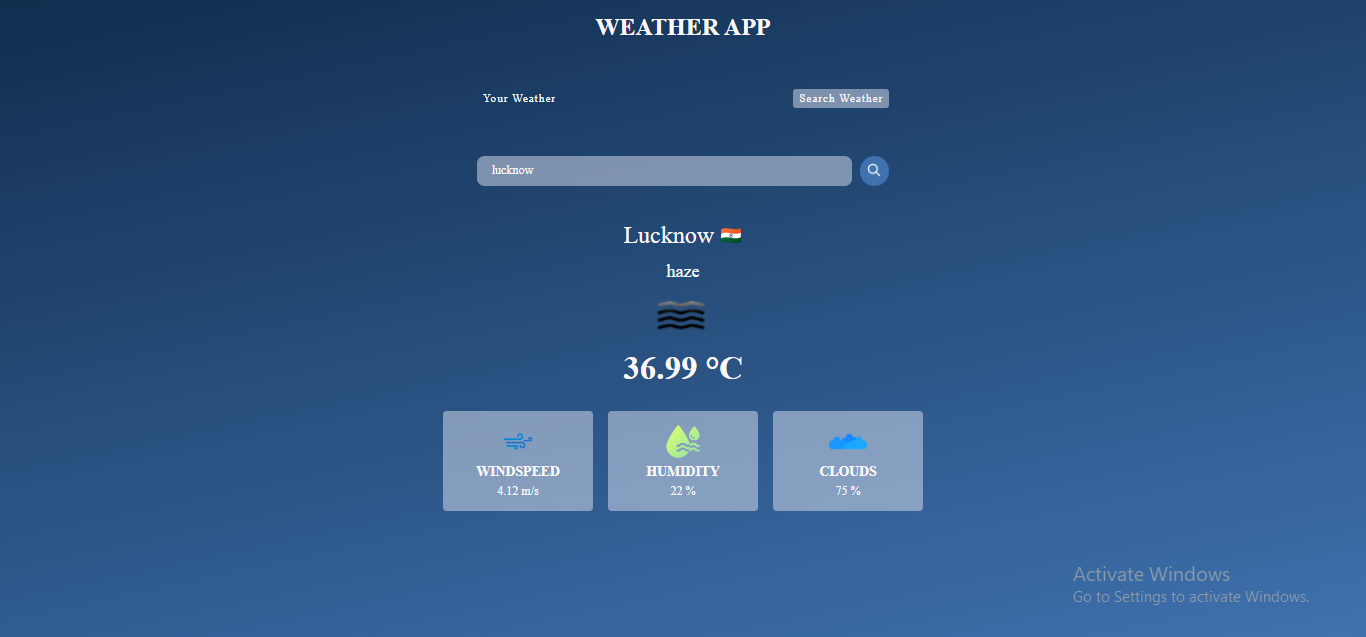 WEATHER APP
Your Weather
Search Weather
lucknow
Lucknow
haze
36.99 °C
WINDSPEED
4.12 m/s
HUMIDITY
22 %
CLOUDS
75 %
Activate Windows
Go to Settings to activate Windows.